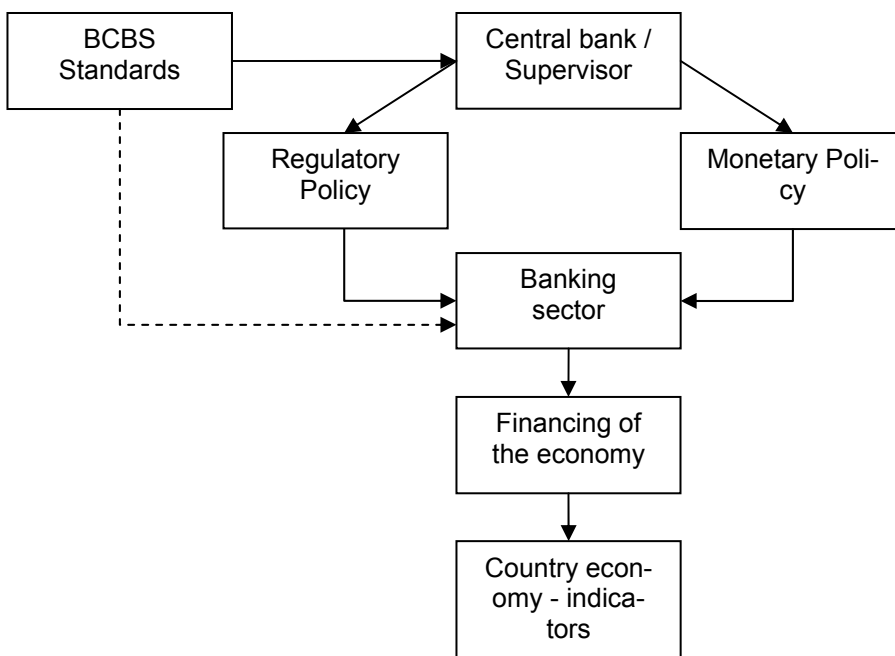 BCBS
Standards
Central bank /
Supervisor
Regulatory
Policy
Monetary Poli-
cy
Banking
sector
Financing of
the economy
Country econ-
omy - indica-
tors